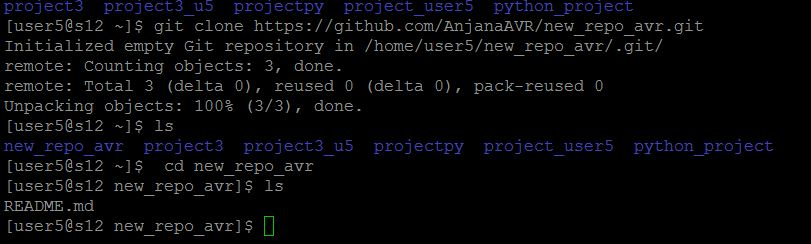 project3  project3_u5  projectpy  project_user5  python_project
[user5@s12 ~]$ git clone https://github.com/AnjanaAVR/new_repo_avr.git
Initialized empty Git repository in /home/user5/new_repo_avr/.git/
remote: Counting objects: 3, done.
remote: Total 3 (delta 0), reused 0 (delta 0), pack-reused 0
Unpacking objects: 100% (3/3), done.
[user5@s12 ~]$ ls
new_repo_avr  project3  project3_u5  projectpy  project_user5  python_project
[user5@s12 ~]$  cd new_repo_avr
[user5@s12 new_repo_avr]$ ls
README.md
[user5@s12 new_repo_avr]$